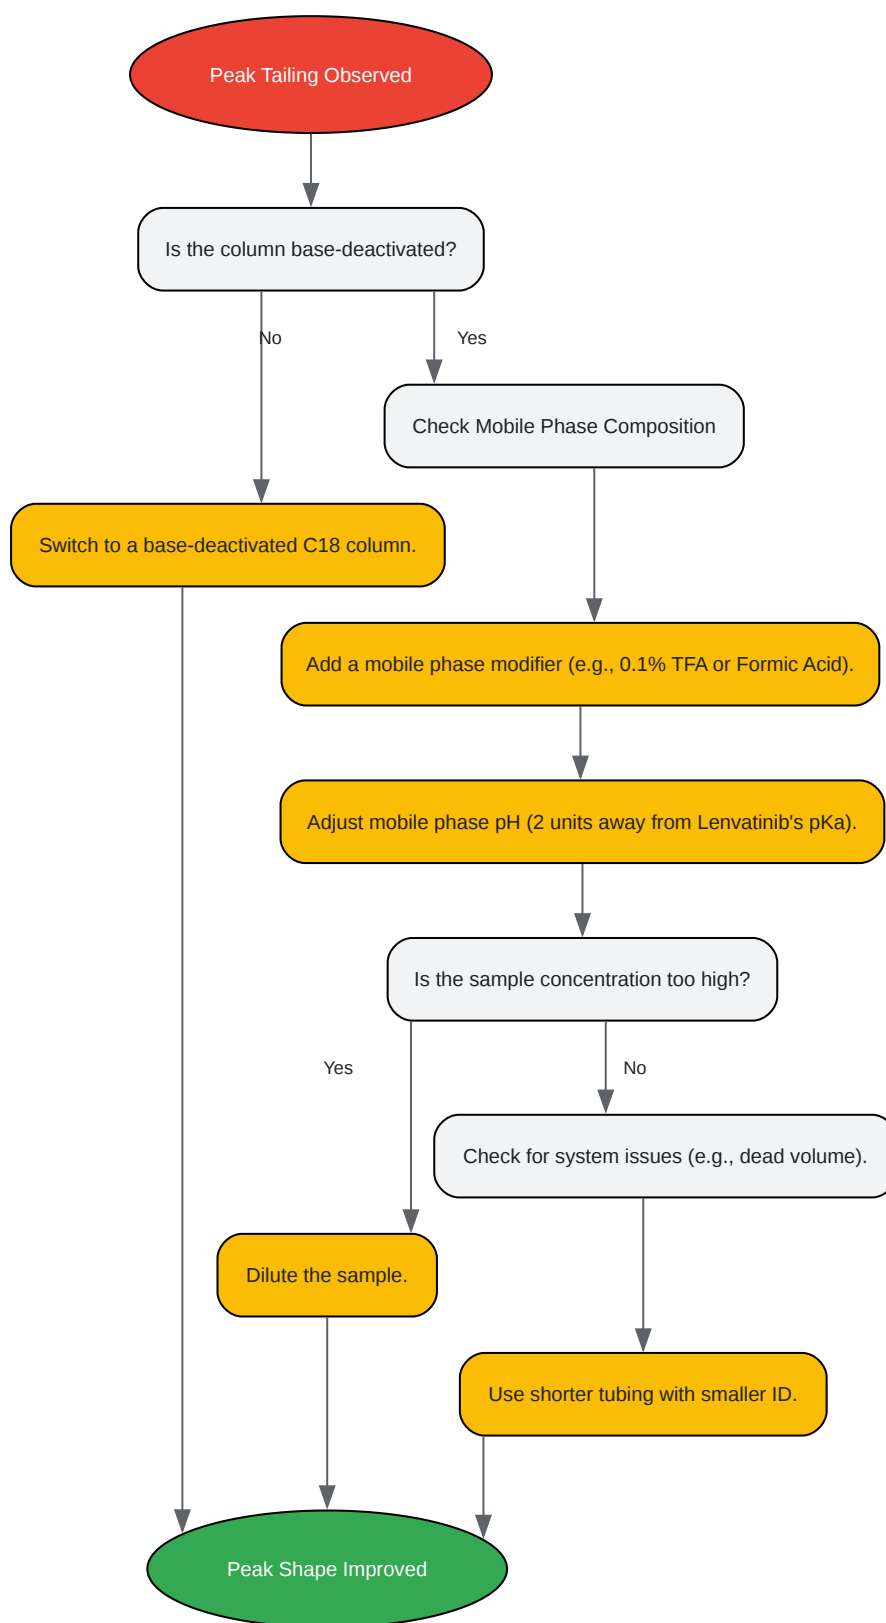 Peak Tailing Observed
Is the column base-deactivated?
No
Yes
Check Mobile Phase Composition
Switch to a base-deactivated C18 column.
Add a mobile phase modifier (e.g., 0.1% TFA or Formic Acid).
Adjust mobile phase pH (2 units away from Lenvatinib's pKa).
Is the sample concentration too high?
Yes
No
Check for system issues (e.g., dead volume).
Dilute the sample.
Use shorter tubing with smaller ID.
Peak Shape Improved